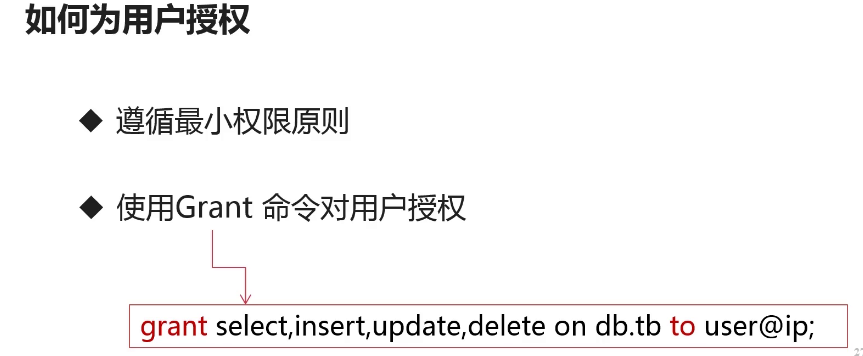 如何为用户授权
◆ 遵循最小权限原则
◆ 使用Grant 命令对用户授权
grant select,insert,update,delete on db.tb to user@ip;